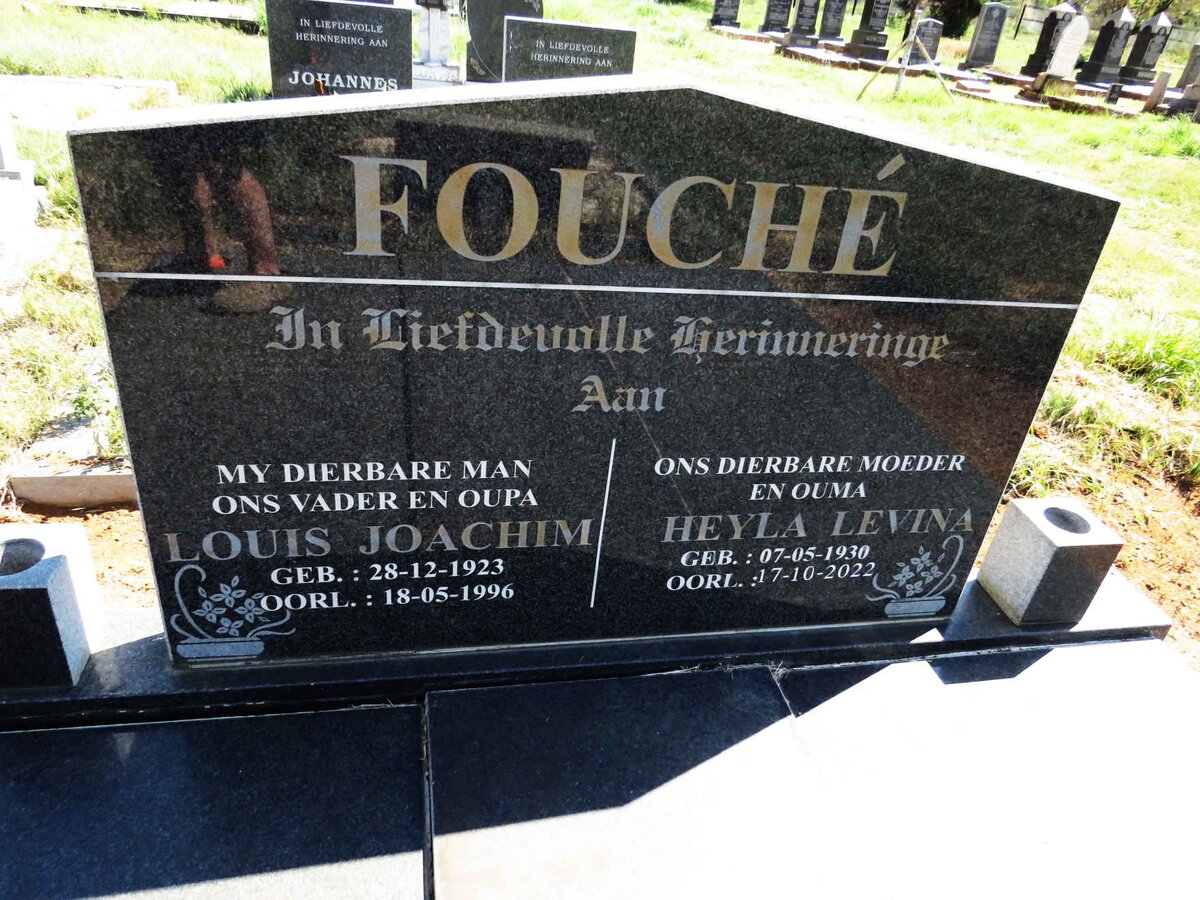 IN LIEFDEVOLLE
HERINNERING AAN
JOHANNES
IN LIEFDEVOLLE
HERINNERING AAN
FOUCHÉ
In Liefdevolle Herinneringe
Aan
MY DIERBARE MAN
ONS VADER EN OUPA
LOUIS JOACHIM
GEB. : 28-12-1923
OORL. : 18-05-1996
ONS DIERBARE MOEDER
EN OUMA
HEYLA LEVINA
GEB. : 07-05-1930
OORL. : 17-10-2022